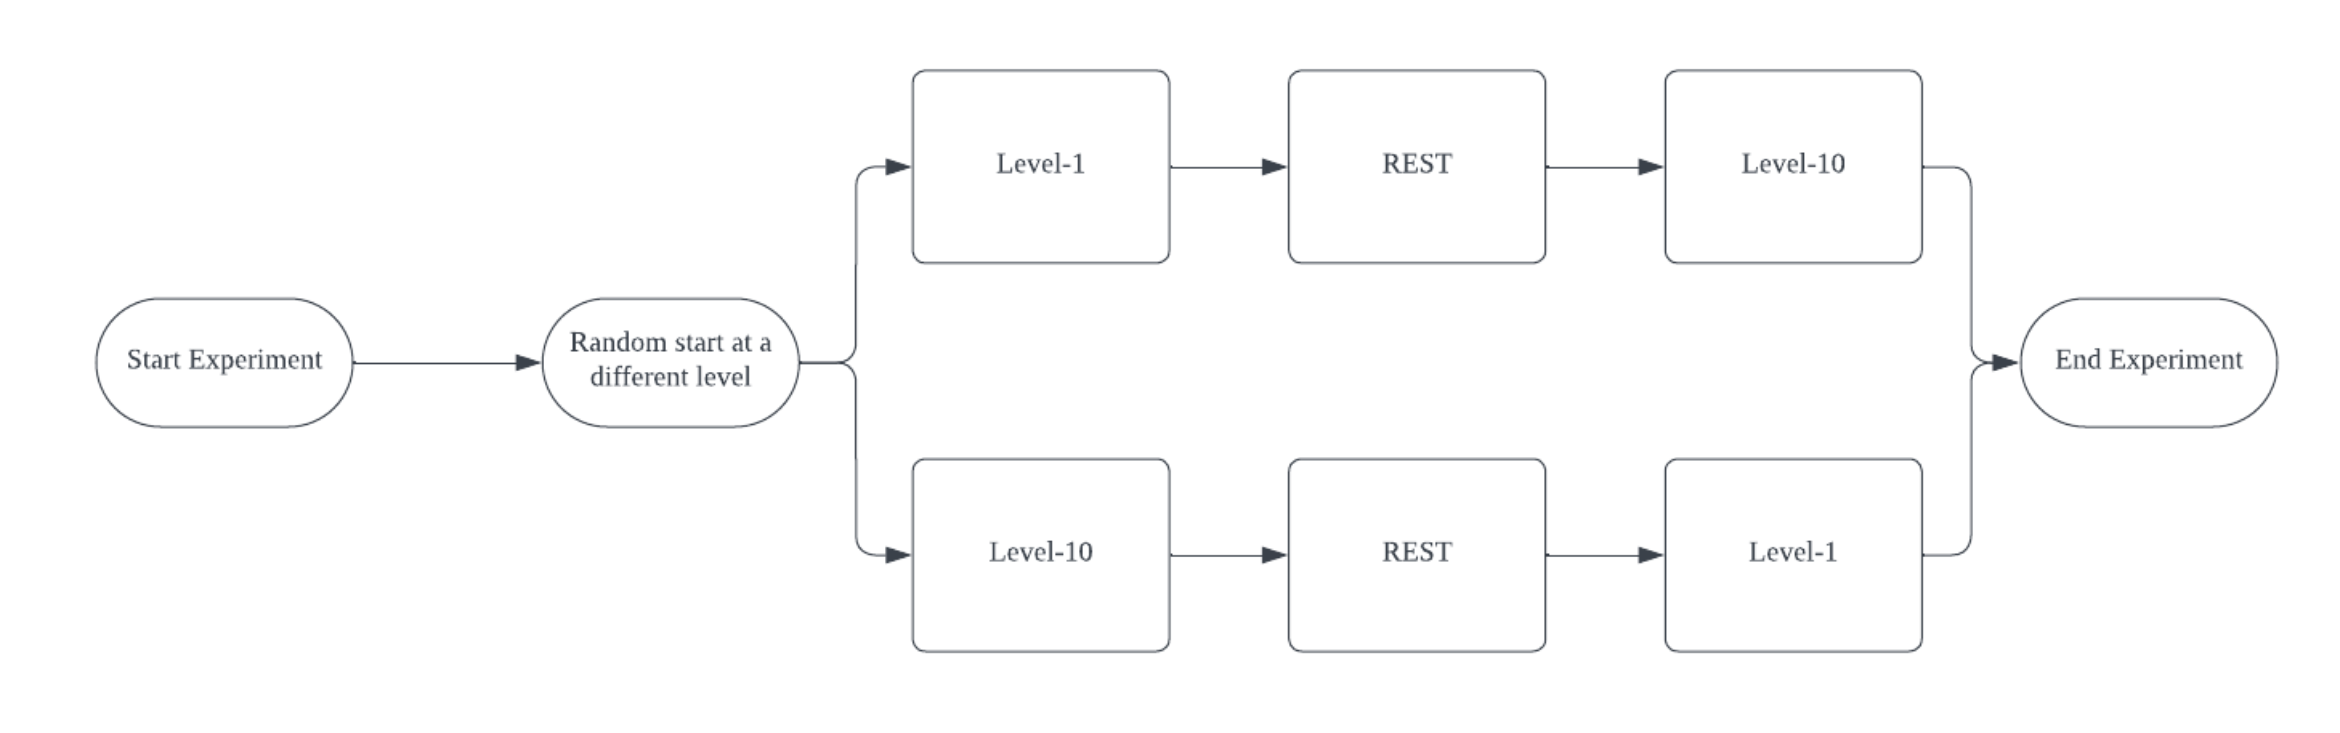 Start Experiment
Random start at a
different level
Level-1
REST
Level-10
Level-10
REST
Level-1
End Experiment